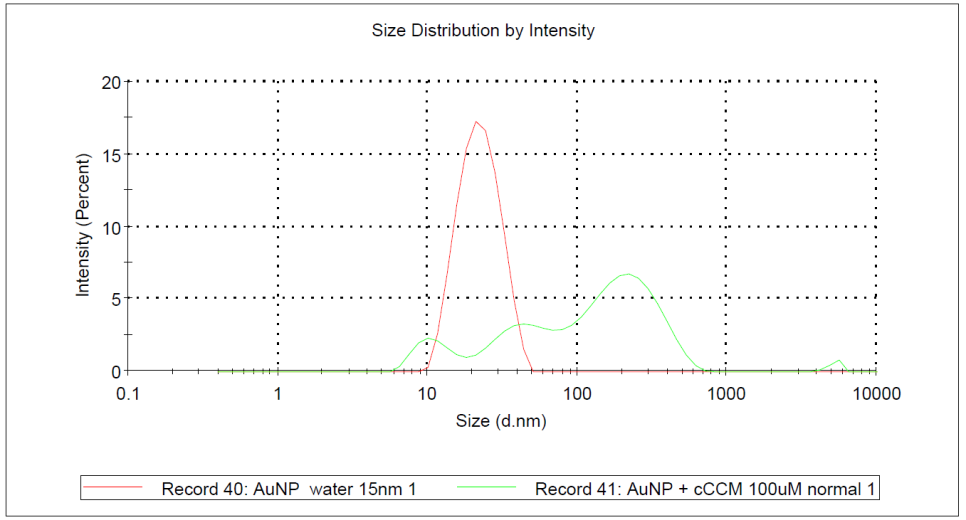 Size Distribution by Intensity
20
15
10
5
0
Intensity (Percent)
0.1 1 10 100 1000 10000
Size (d.nm)
Record 40: AuNP water 15nm 1 Record 41: AuNP + cCCM 100uM normal 1